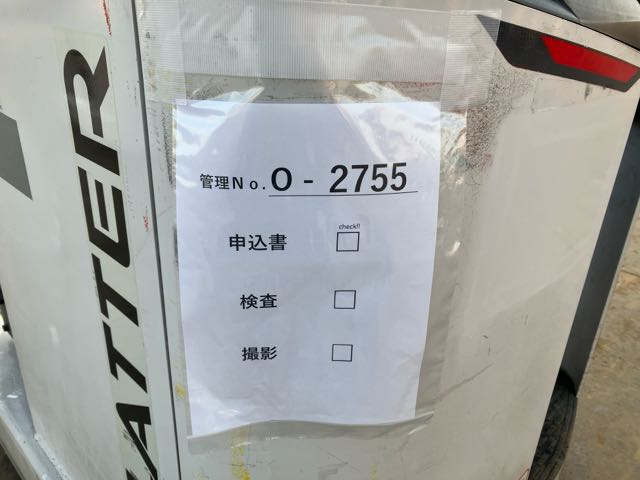 管理No. O - 2755
check!!
申込書 □
検査 □
撮影 □
ATTER